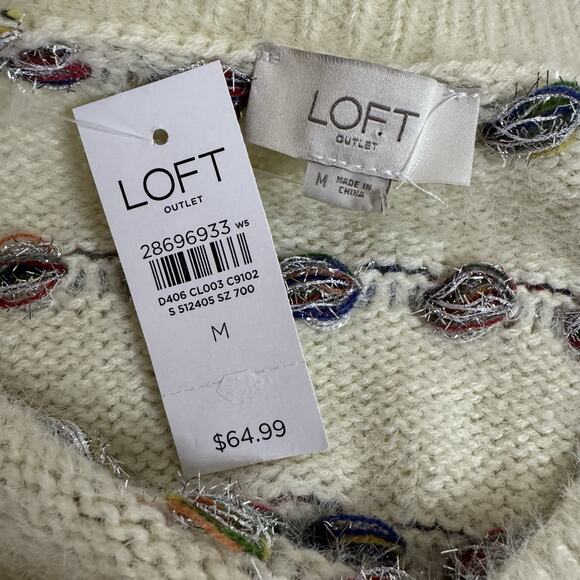 LOFT
OUTLET
28696933 W5
D406 CL003 C9102
S 512405 SZ 700
M
$64.99
LOFT
OUTLET
M MADE IN
CHINA